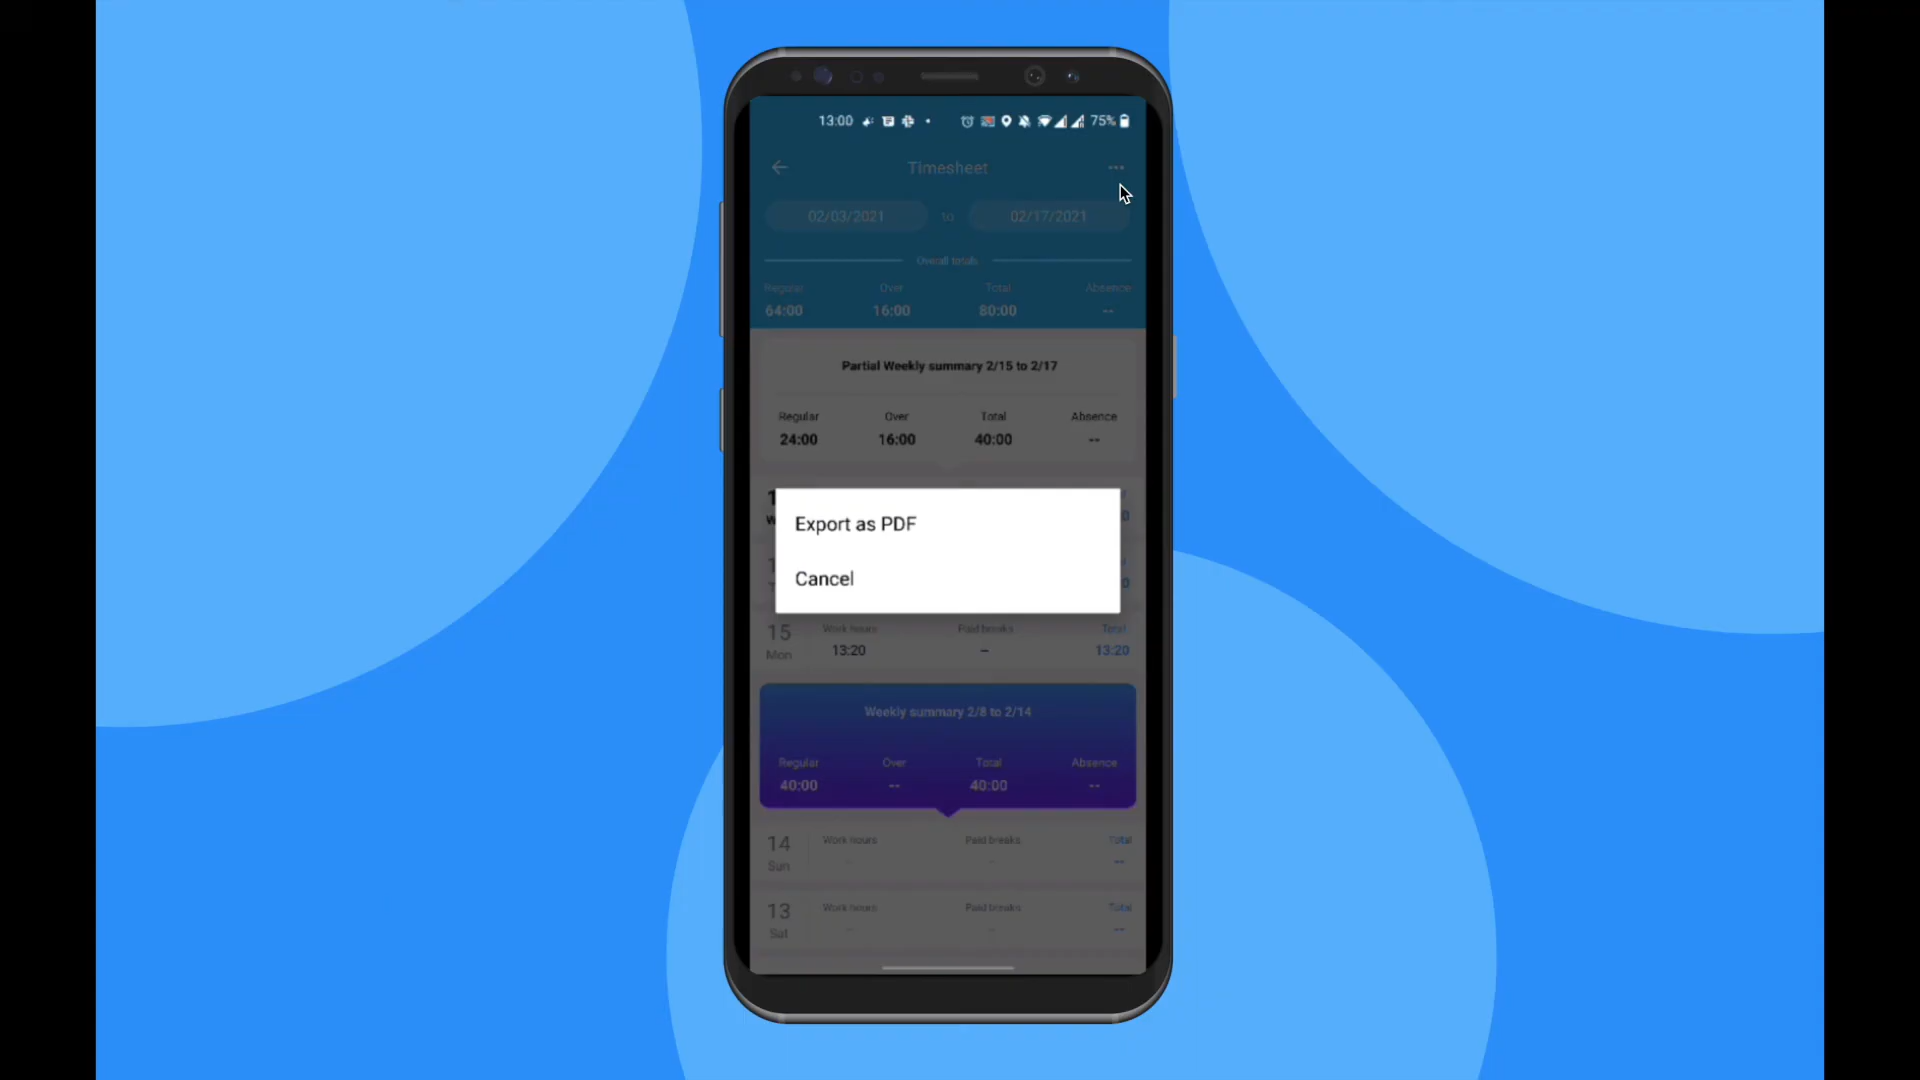 13:00 75%
Timesheet
02/03/2021 to 02/17/2021
Overall totals
Regular Over Total Absence
64:00 16:00 80:00 --
Partial Weekly summary 2/15 to 2/17
Regular Over Total Absence
24:00 16:00 40:00 --
Export as PDF
Cancel
15 Work hours Paid breaks Total
Mon 13:20 – 13:20
Weekly summary 2/8 to 2/14
Regular Over Total Absence
40:00 -- 40:00 --
14 Work hours Paid breaks Total
Sun -- -- --
13 Work hours Paid breaks Total
Sat -- -- --